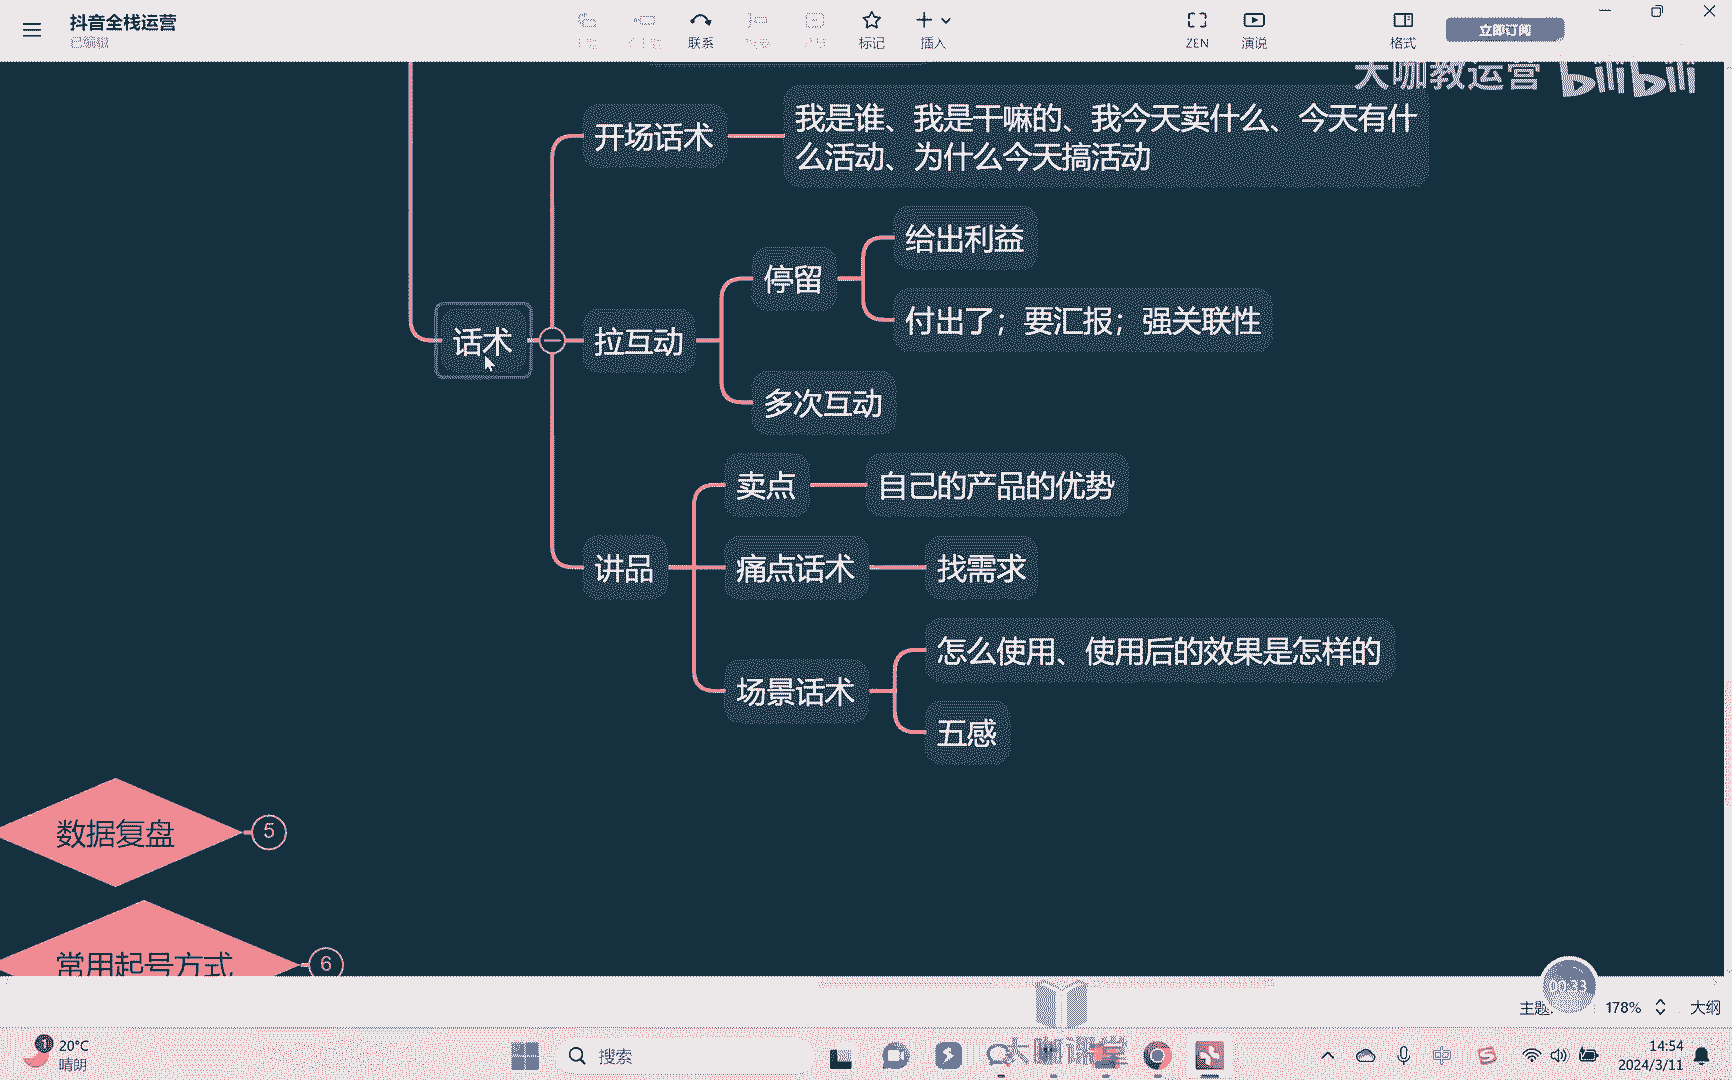 抖音全栈运营
已编辑
联系
标记
插入
ZEN
演说
格式
立即订阅
大咖教运营 bilibili
开场话术
我是谁、我是干嘛的、我今天卖什么、今天有什
么活动、为什么今天搞活动
话术
拉互动
停留
给出利益
付出了；要汇报；强关联性
多次互动
讲品
卖点
自己的产品的优势
痛点话术
找需求
场景话术
怎么使用、使用后的效果是怎样的
五感
数据复盘
5
常用起号方式
6
00:33
主题:
178%
大纲
1
20°C
晴朗
搜索
大咖课堂
中
14:54
2024/3/11